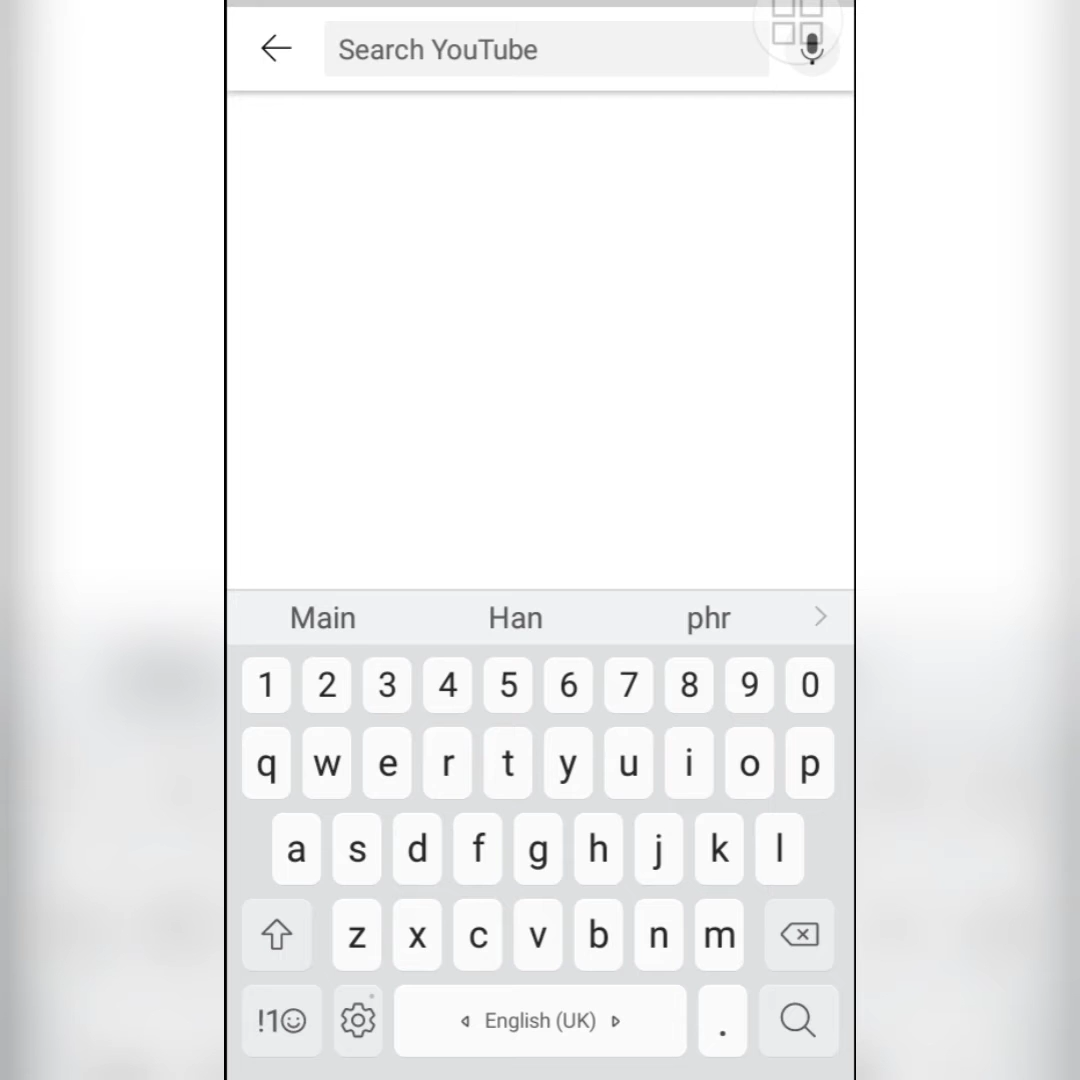 Search YouTube
Main Han phr
1 2 3 4 5 6 7 8 9 0
q w e r t y u i o p
a s d f g h j k l
z x c v b n m
!1☺ English (UK) .